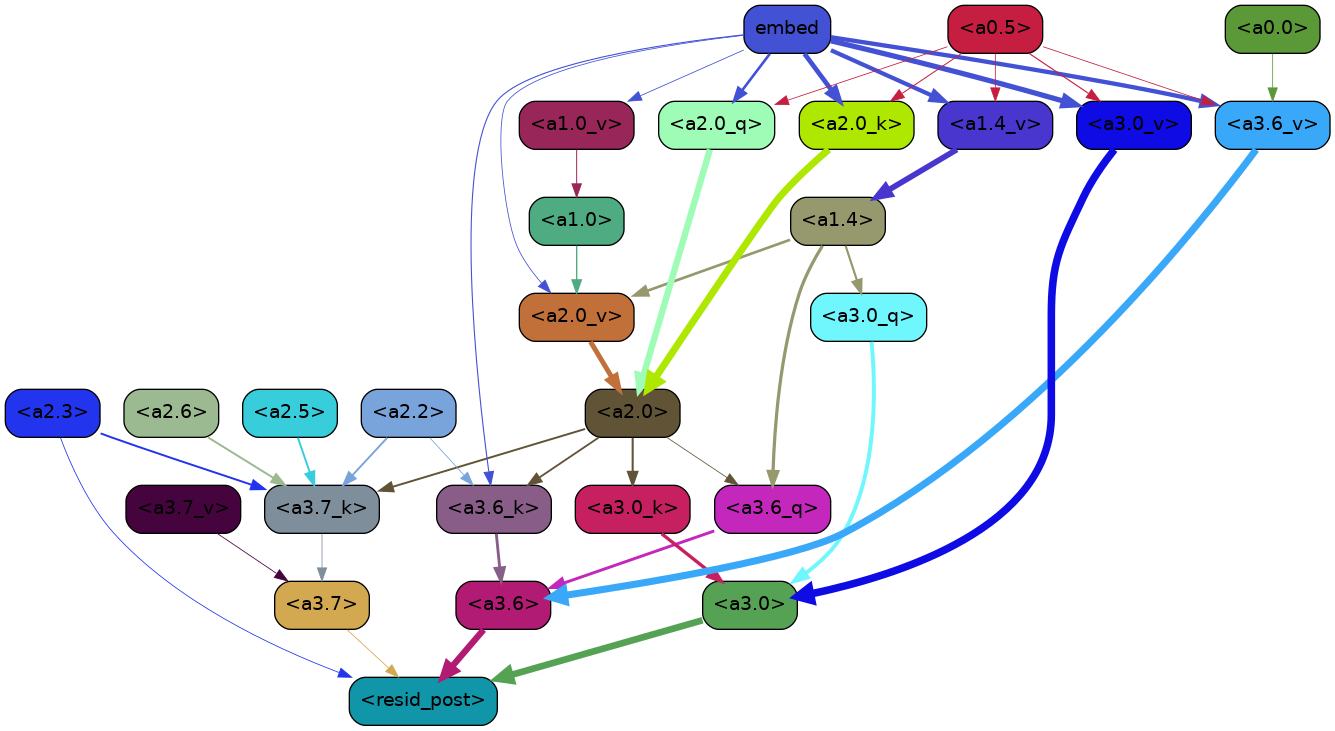 embed
<a0.5>
<a0.0>
<a1.0_v>
<a2.0_q>
<a2.0_k>
<a1.4_v>
<a3.0_v>
<a3.6_v>
<a1.0>
<a1.4>
<a2.0_v>
<a3.0_q>
<a2.3>
<a2.6>
<a2.5>
<a2.2>
<a2.0>
<a3.7_v>
<a3.7_k>
<a3.6_k>
<a3.0_k>
<a3.6_q>
<a3.7>
<a3.6>
<a3.0>
<resid_post>